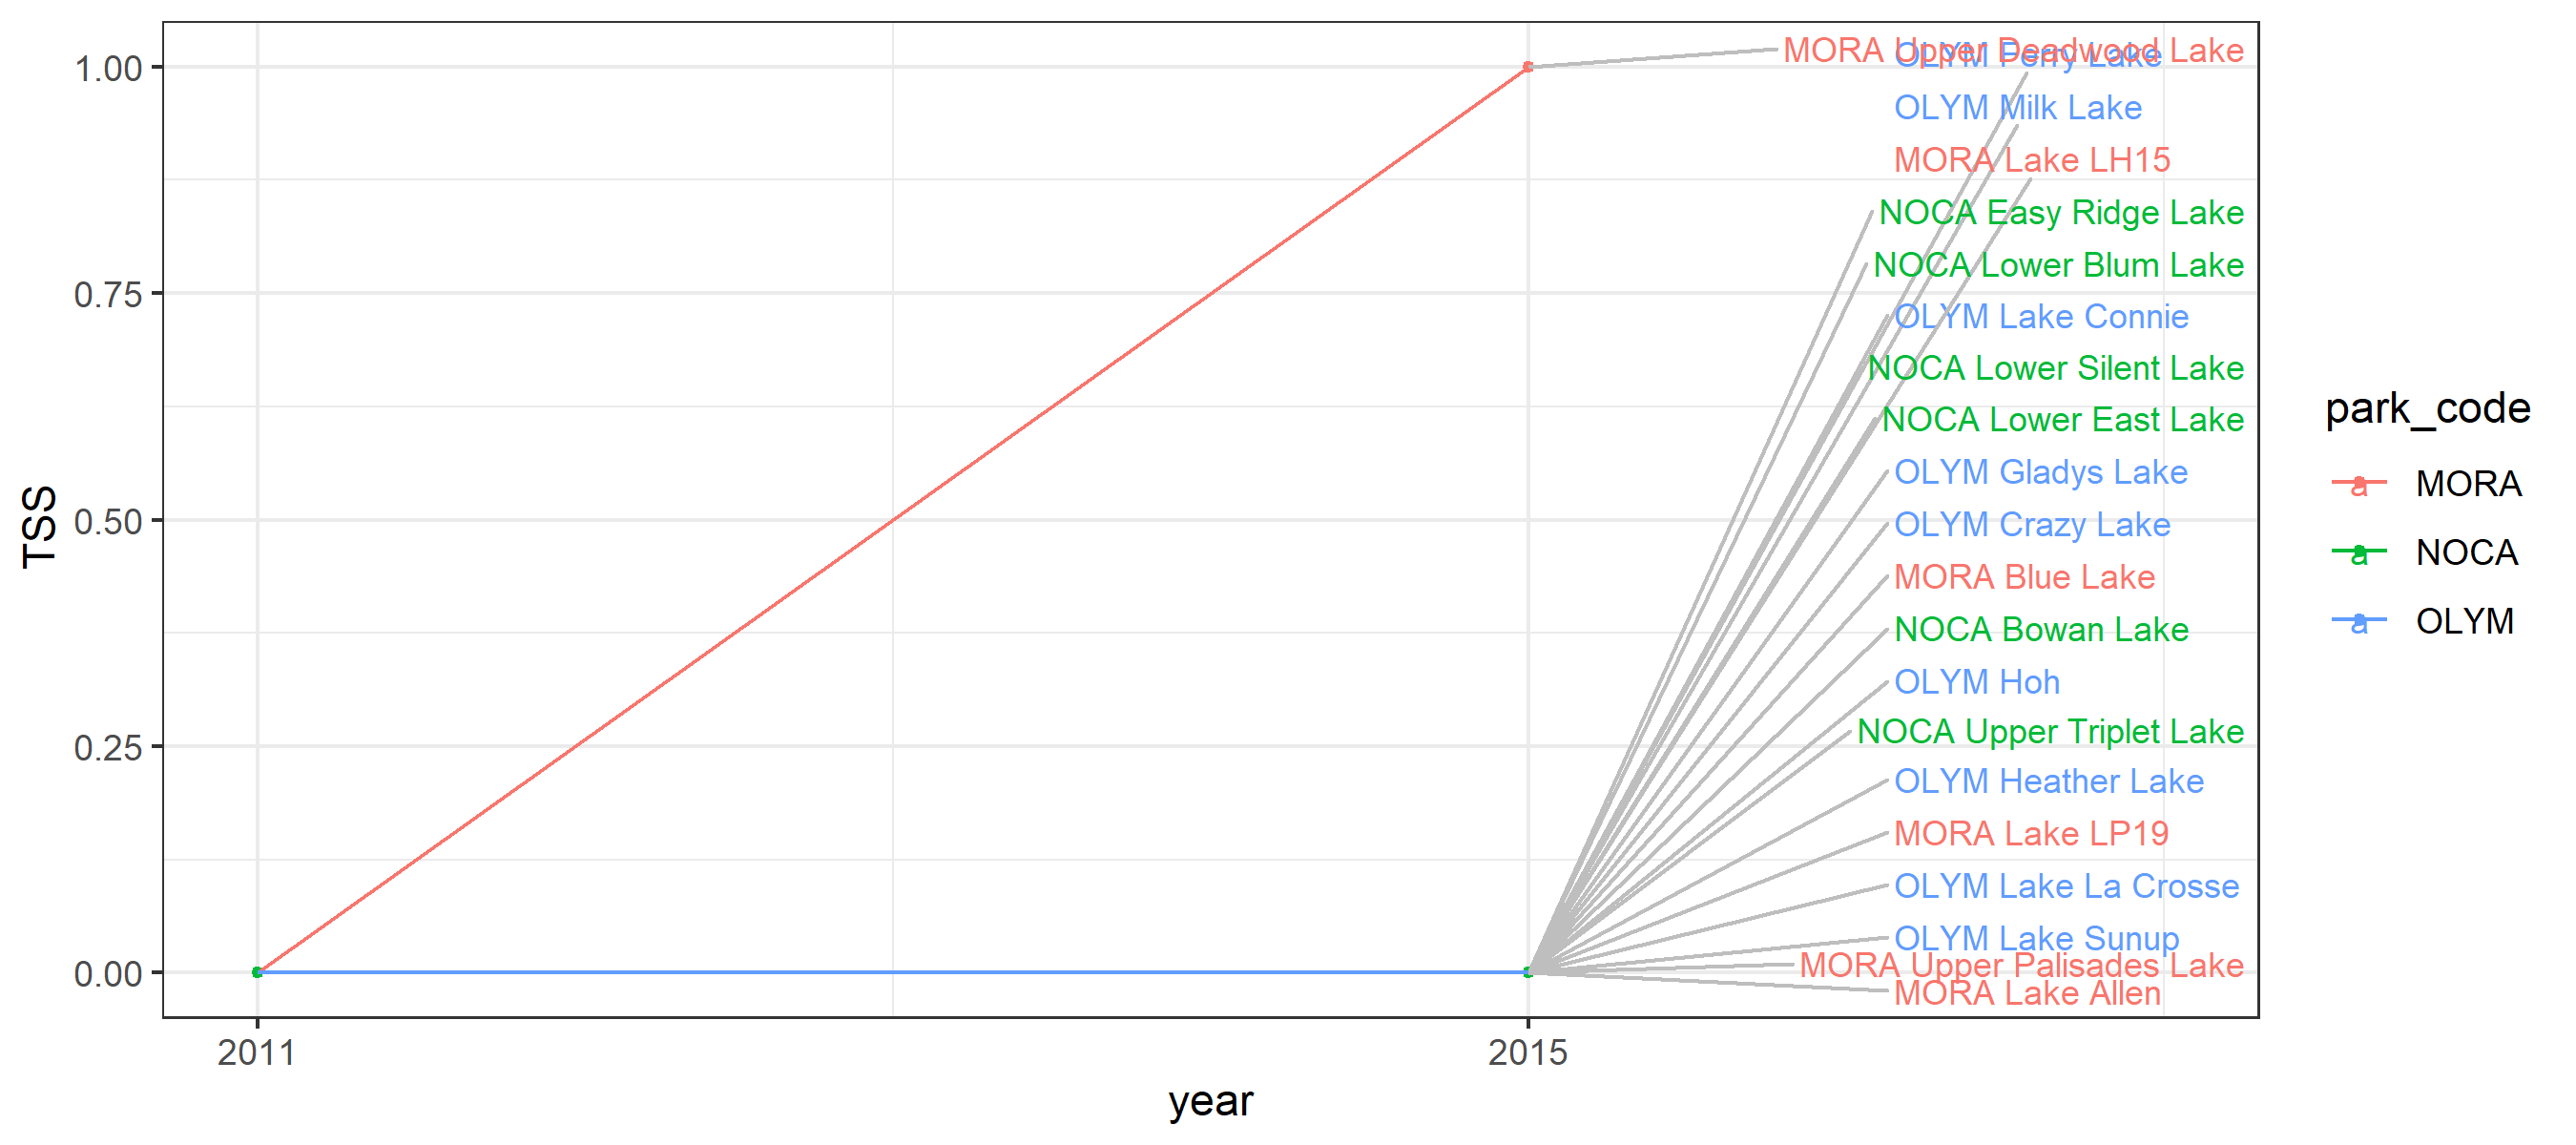 1.00
0.75
0.50
0.25
0.00
TSS
2011
2015
year
MORA Upper Deadwood Lake
OLYM Perry Lake
OLYM Milk Lake
MORA Lake LH15
NOCA Easy Ridge Lake
NOCA Lower Blum Lake
OLYM Lake Connie
NOCA Lower Silent Lake
NOCA Lower East Lake
OLYM Gladys Lake
OLYM Crazy Lake
MORA Blue Lake
NOCA Bowan Lake
OLYM Hoh
NOCA Upper Triplet Lake
OLYM Heather Lake
MORA Lake LP19
OLYM Lake La Crosse
OLYM Lake Sunup
MORA Upper Palisades Lake
MORA Lake Allen
park_code
a MORA
a NOCA
a OLYM